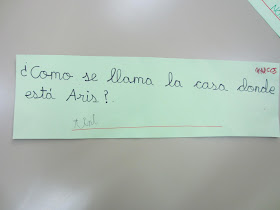 ¿Como se llama la casa donde
está Aris?